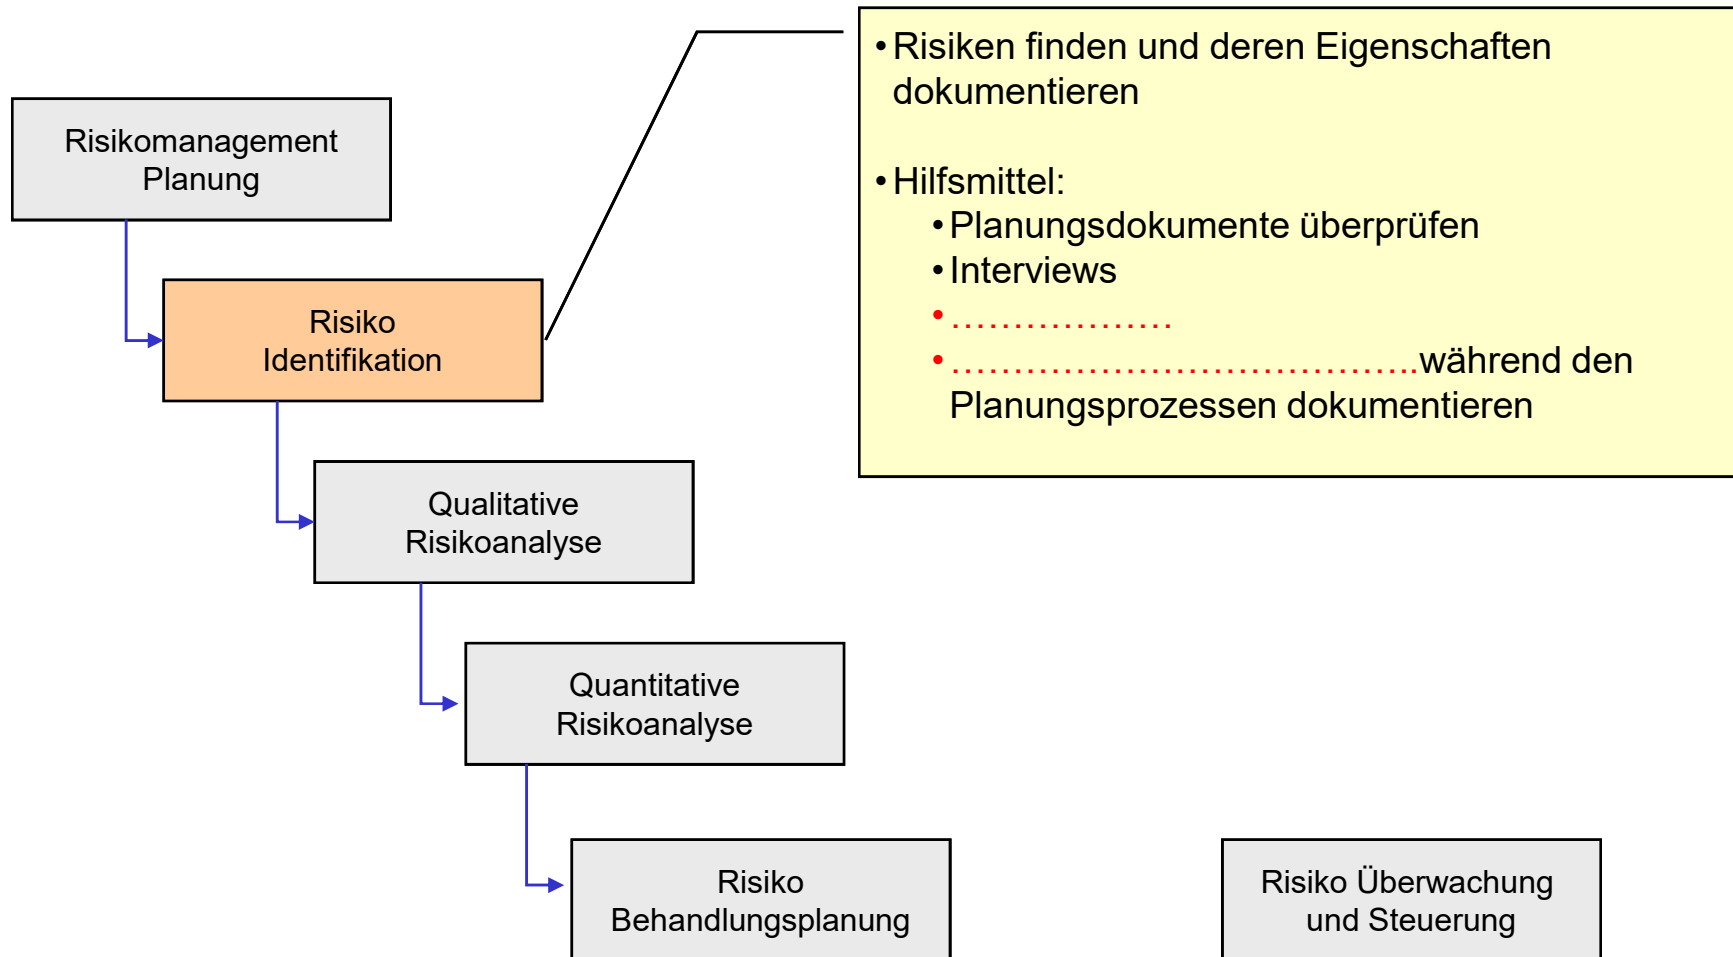 • Risiken finden und deren Eigenschaften
dokumentieren
• Hilfsmittel:
• Planungsdokumente überprüfen
• Interviews
• ………………
• ………………………………..während den
Planungsprozessen dokumentieren
Risikomanagement
Planung
Risiko
Identifikation
Qualitative
Risikoanalyse
Quantitative
Risikoanalyse
Risiko
Behandlungsplanung
Risiko Überwachung
und Steuerung